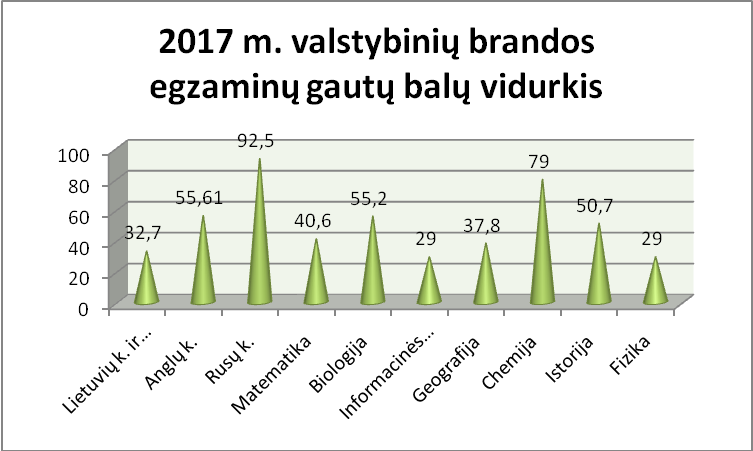 2017 m. valstybinių brandos
egzaminų gautų balų vidurkis
100
80
60
40
20
0
32,7
55,61
92,5
40,6
55,2
29
37,8
79
50,7
29
Lietuvių k. ir...
Anglų k.
Rusų k.
Matematika
Biologija
Informacinės...
Geografija
Chemija
Istorija
Fizika